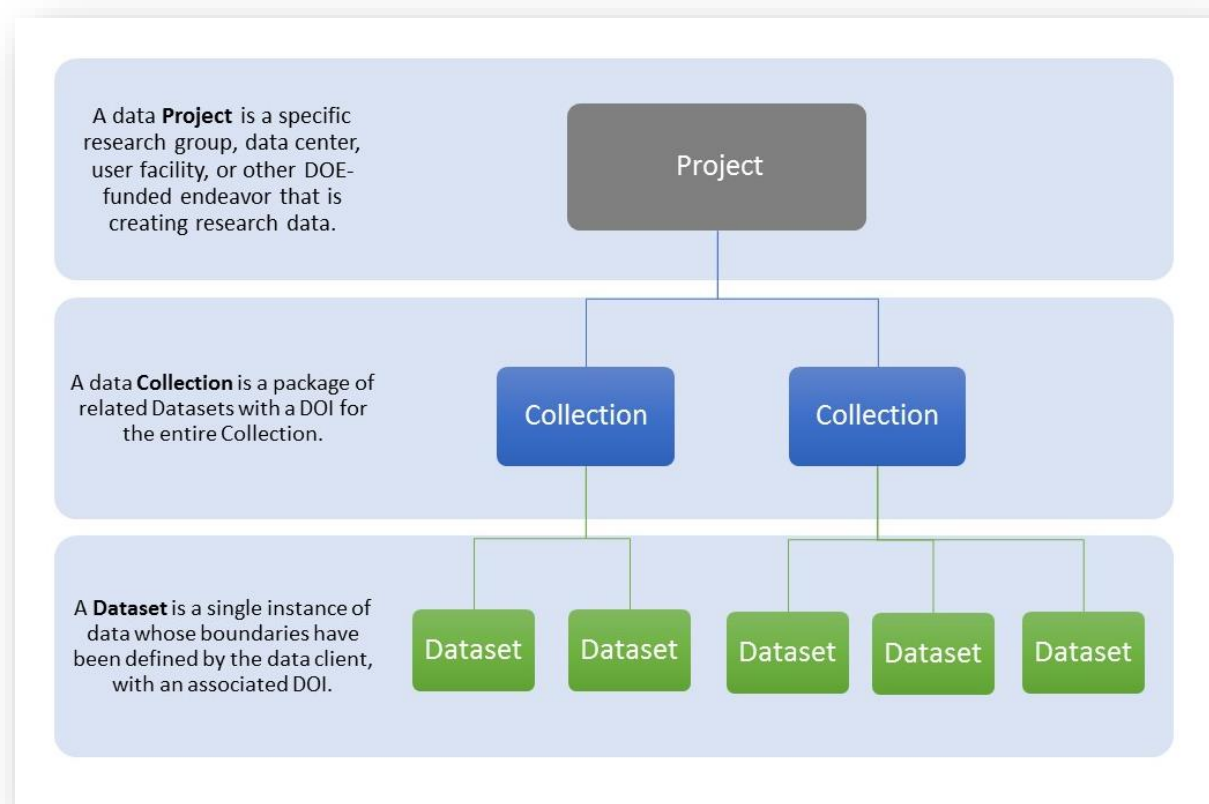 A data Project is a specific
research group, data center,
user facility, or other DOE-
funded endeavor that is
creating research data.
Project
A data Collection is a package of
related Datasets with a DOI for
the entire Collection.
Collection
Collection
A Dataset is a single instance of
data whose boundaries have
been defined by the data client,
with an associated DOI.
Dataset
Dataset
Dataset
Dataset
Dataset